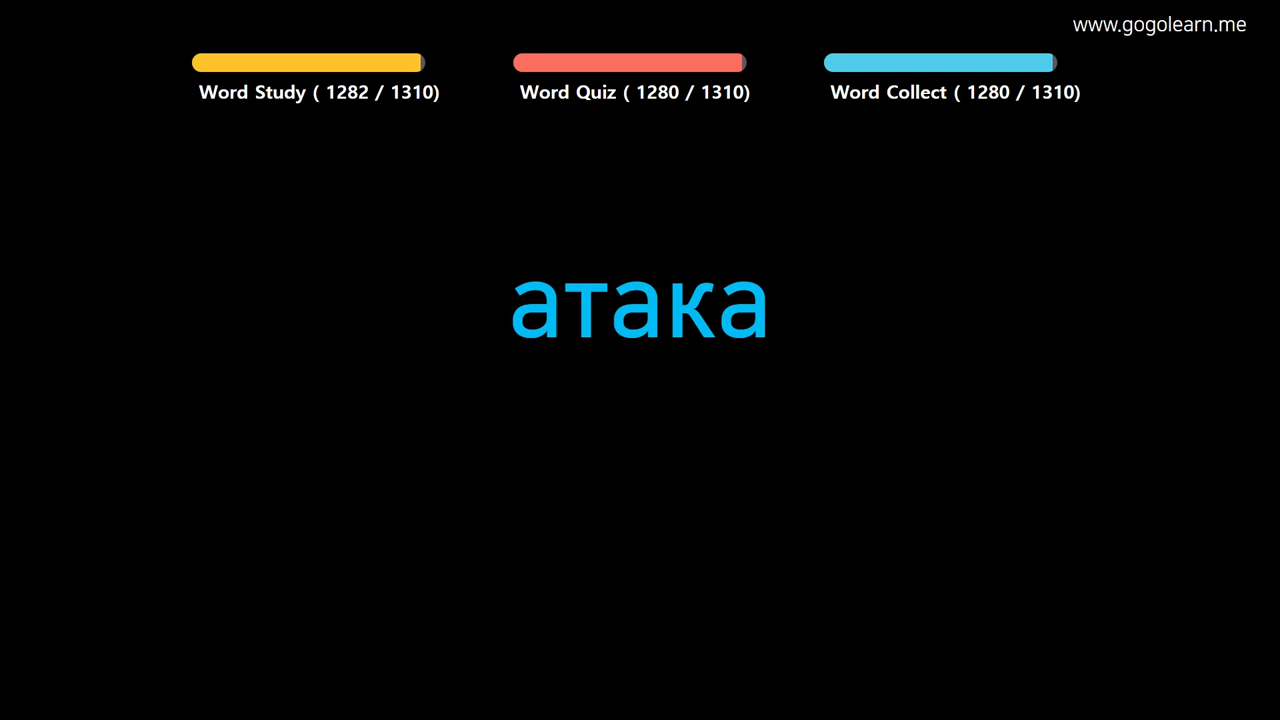 www.gogolearn.me
Word Study ( 1282 / 1310)
Word Quiz ( 1280 / 1310)
Word Collect ( 1280 / 1310)
атака